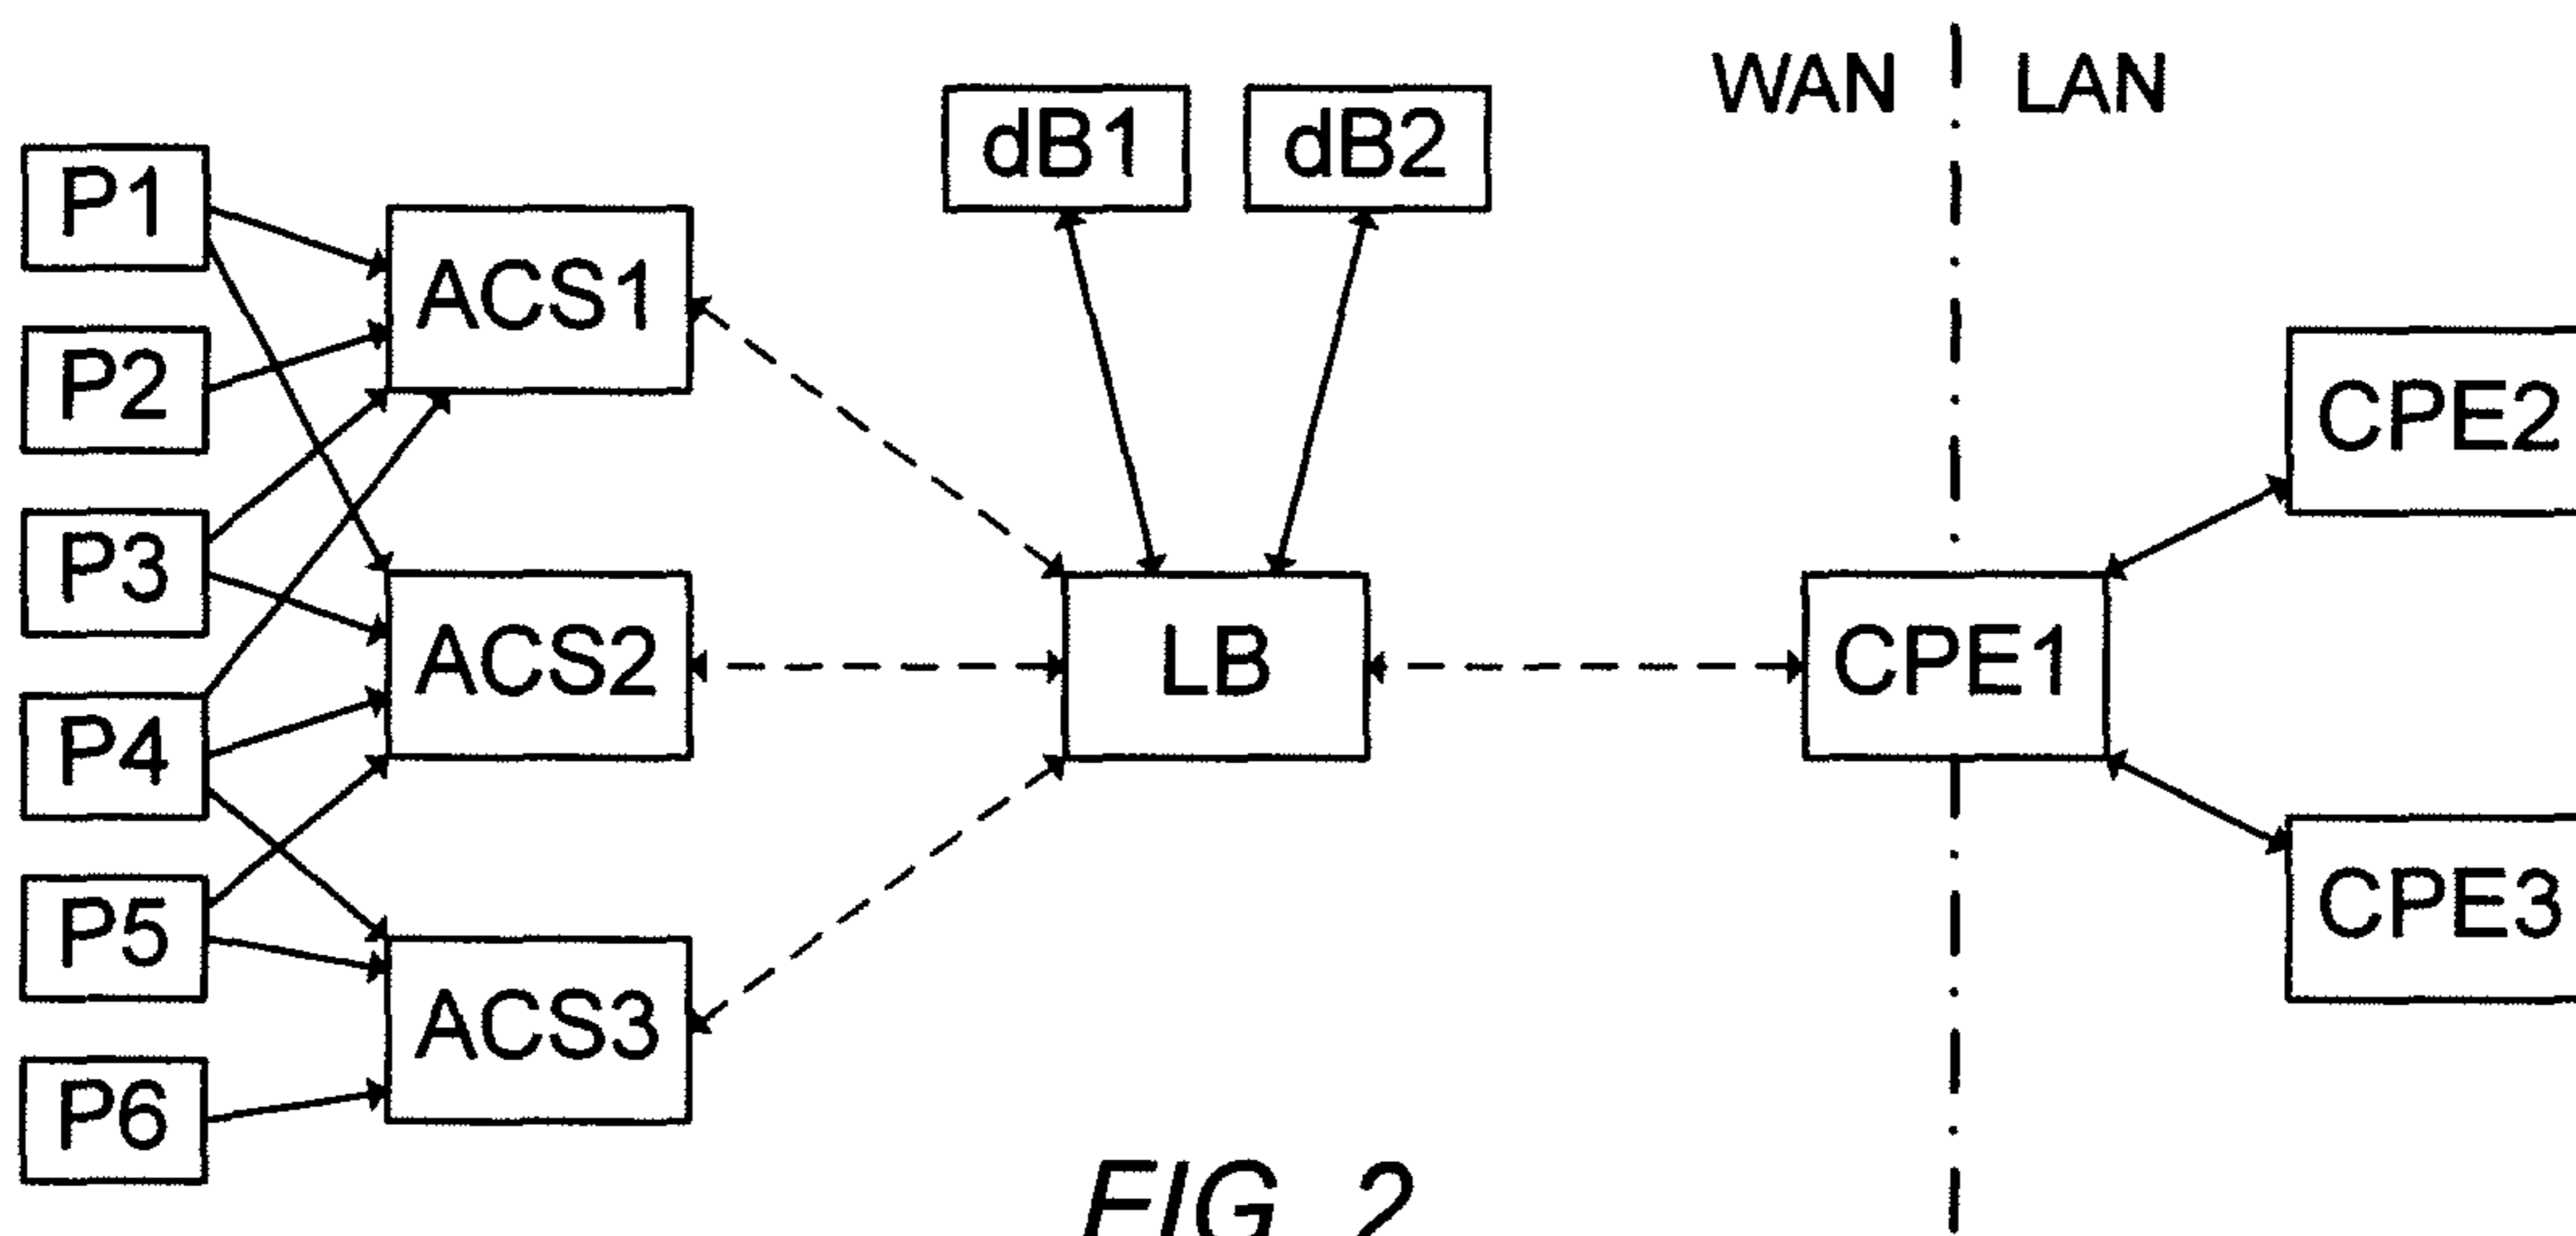 WAN LAN
dB1 dB2
P1
ACS1
P2
CPE2
P3
ACS2
LB
CPE1
P4
P5
CPE3
ACS3
P6
FIG. 2